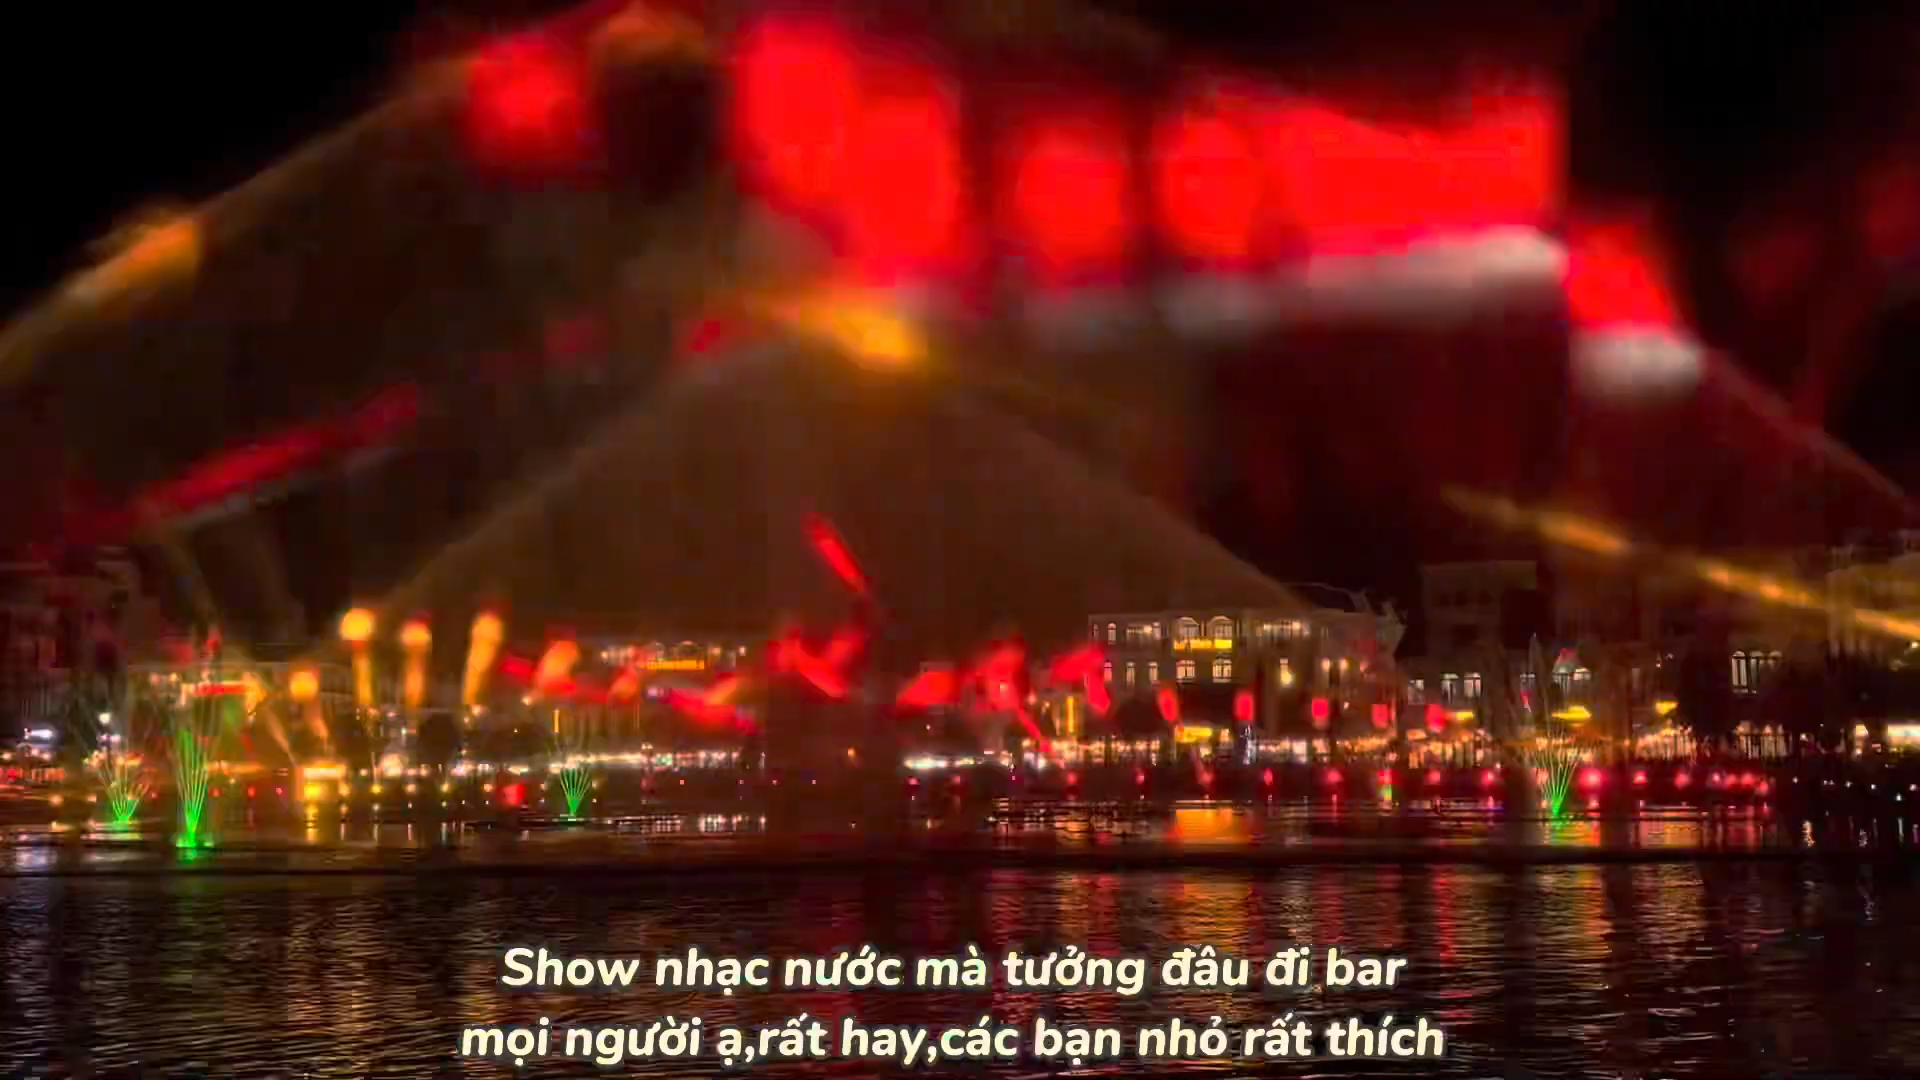 Show nhạc nước mà tưởng đâu đi bar
mọi người ạ,rất hay,các bạn nhỏ rất thích